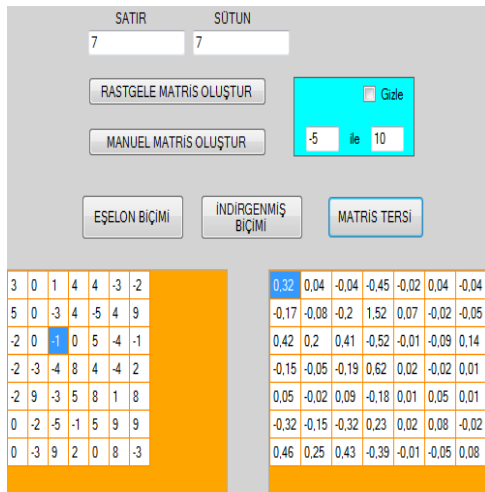 SATIR SÜTUN
7 7
RASTGELE MATRİS OLUŞTUR
Gizle
MANUEL MATRİS OLUŞTUR
-5 ile 10
EŞELON BİÇİMİ
İNDİRGENMİŞ
BİÇİMİ
MATRİS TERSİ
3 0 1 4 4 -3 -2
5 0 -3 4 -5 4 9
-2 0 -1 0 5 -4 -1
-2 -3 -4 8 4 -4 2
-2 9 -3 5 8 1 8
0 -2 -5 -1 5 9 9
0 -3 9 2 0 8 -3
0,32 0,04 -0,04 -0,45 -0,02 0,04 -0,04
-0,17 -0,08 -0,2 1,52 0,07 -0,02 -0,05
0,42 0,2 0,41 -0,52 -0,01 -0,09 0,14
-0,15 -0,05 -0,19 0,62 0,02 -0,02 0,01
0,05 -0,02 0,09 -0,18 0,01 0,05 0,01
-0,32 -0,15 -0,32 0,23 0,02 0,08 -0,02
0,46 0,25 0,43 -0,39 -0,01 -0,05 0,08